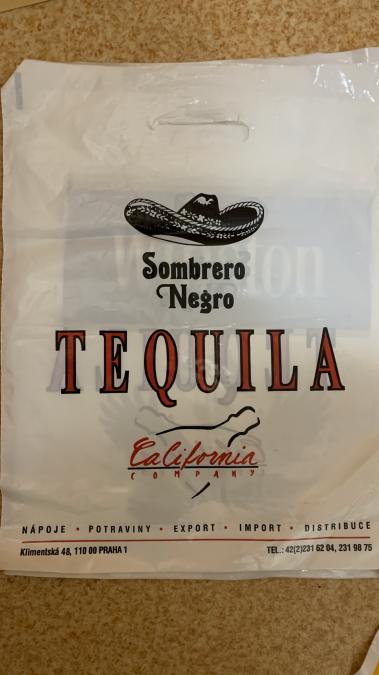 Sombrero
Negro
TEQUILA
California
COMPANY
NÁPOJE • POTRAVINY • EXPORT • IMPORT • DISTRIBUCE
Klimentská 48, 110 00 PRAHA 1
TEL.: 42(2)231 62 04, 231 98 75